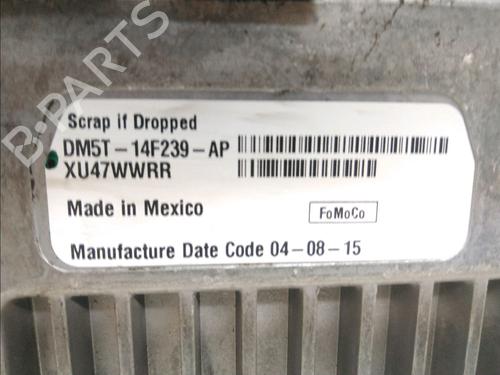 B-PARTS
Scrap if Dropped
DM5T-14F239-AP
XU47WWRR
Made in Mexico
FoMoCo
Manufacture Date Code 04-08-15